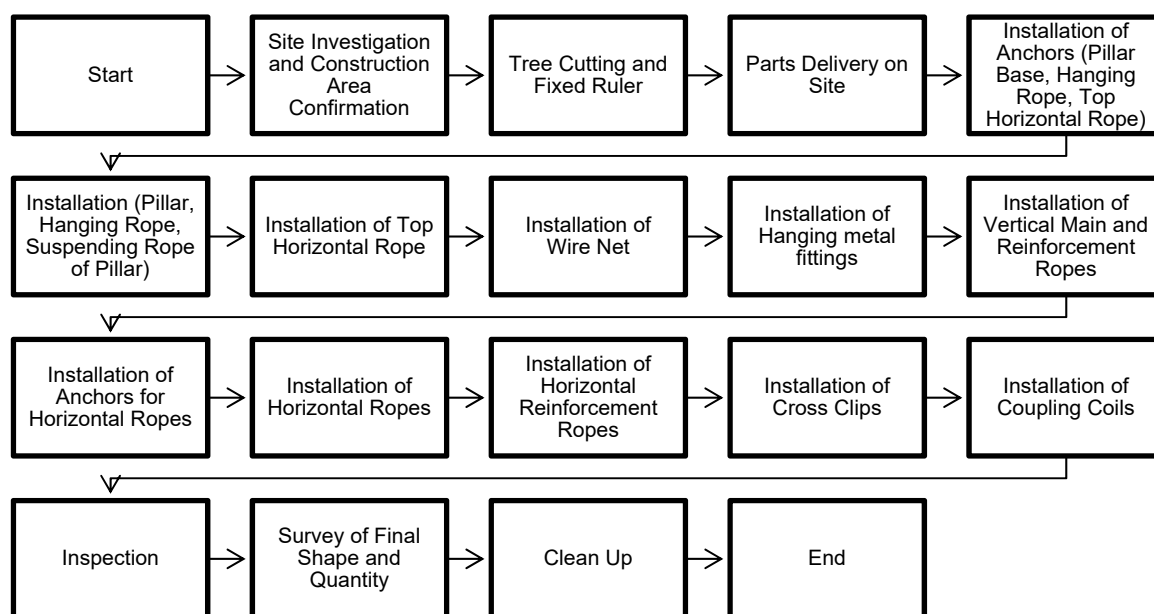 Start
Site Investigation
and Construction
Area
Confirmation
Tree Cutting and
Fixed Ruler
Parts Delivery on
Site
Installation of
Anchors (Pillar
Base, Hanging
Rope, Top
Horizontal Rope)
Installation (Pillar,
Hanging Rope,
Suspending Rope
of Pillar)
Installation of Top
Horizontal Rope
Installation of
Wire Net
Installation of
Hanging metal
fittings
Installation of
Vertical Main and
Reinforcement
Ropes
Installation of
Anchors for
Horizontal Ropes
Installation of
Horizontal Ropes
Installation of
Horizontal
Reinforcement
Ropes
Installation of
Cross Clips
Installation of
Coupling Coils
Inspection
Survey of Final
Shape and
Quantity
Clean Up
End